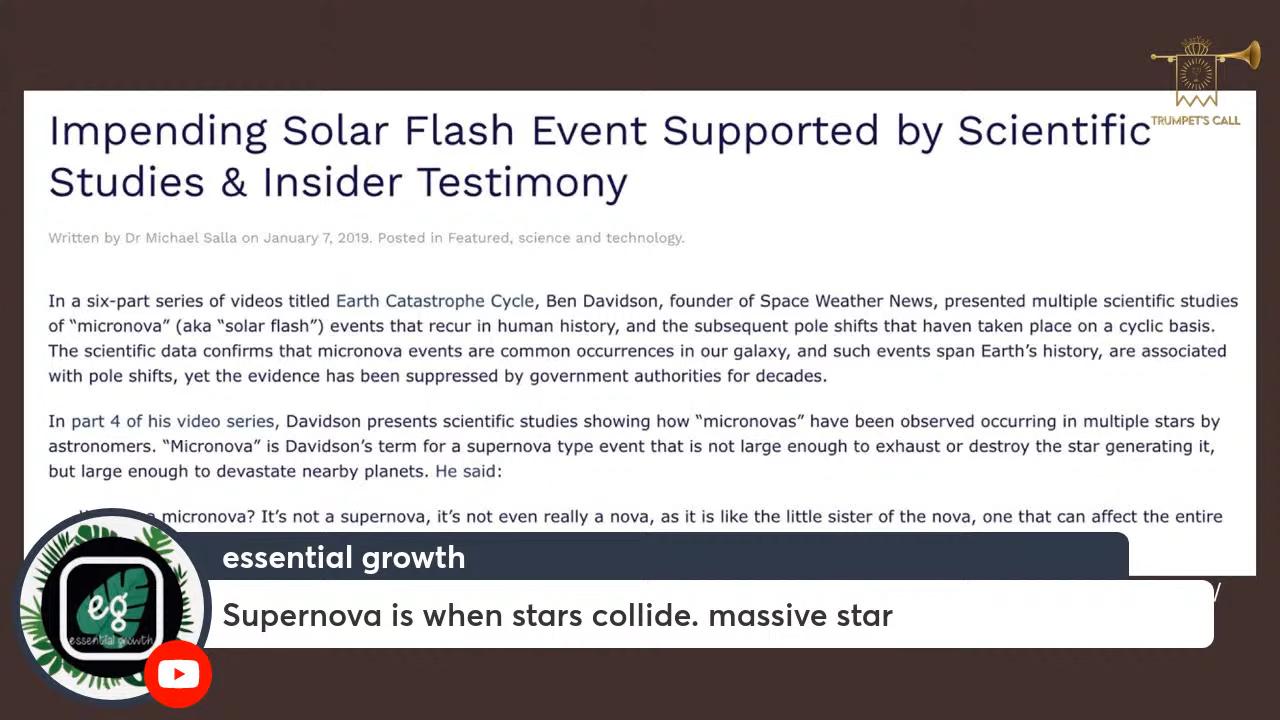 TRUMPET'S CALL
Impending Solar Flash Event Supported by Scientific
Studies & Insider Testimony
Written by Dr Michael Salla on January 7, 2019. Posted in Featured, science and technology.
In a six-part series of videos titled Earth Catastrophe Cycle, Ben Davidson, founder of Space Weather News, presented multiple scientific studies
of “micronova” (aka “solar flash”) events that recur in human history, and the subsequent pole shifts that haven taken place on a cyclic basis.
The scientific data confirms that micronova events are common occurrences in our galaxy, and such events span Earth’s history, are associated
with pole shifts, yet the evidence has been suppressed by government authorities for decades.
In part 4 of his video series, Davidson presents scientific studies showing how “micronovas” have been observed occurring in multiple stars by
astronomers. “Micronova” is Davidson’s term for a supernova type event that is not large enough to exhaust or destroy the star generating it,
but large enough to devastate nearby planets. He said:
micronova? It’s not a supernova, it’s not even really a nova, as it is like the little sister of the nova, one that can affect the entire
essential growth
Supernova is when stars collide. massive star
eg
essential growth